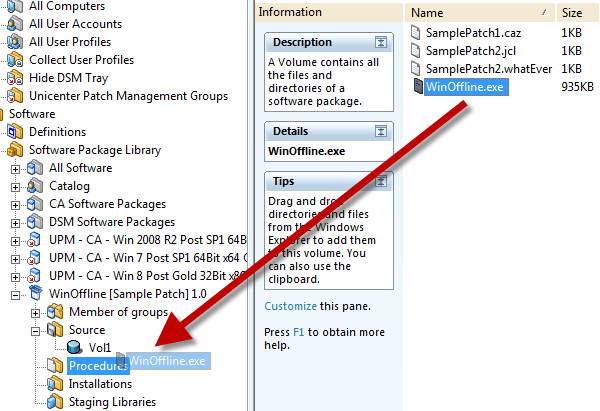 All Computers
All User Accounts
All User Profiles
Collect User Profiles
Hide DSM Tray
Unicenter Patch Management Groups
Software
Definitions
Software Package Library
All Software
Catalog
CA Software Packages
DSM Software Packages
UPM - CA - Win 2008 R2 Post SP1 64B
UPM - CA - Win 7 Post SP1 64Bit x64 C
UPM - CA - Win 8 Post Gold 32Bit x8
WinOffline [Sample Patch] 1.0
Member of groups
Source
Vol1
Procedures
WinOffline.exe
Installations
Staging Libraries
Information
Description
A Volume contains all
the files and
directories of a
software package.
Details
WinOffline.exe
Tips
Drag and drop
directories and files
from the Windows
Explorer to add them
to this volume. You
can also use the
clipboard.
Customize this pane.
Press F1 to obtain more
help.
Name Size
SamplePatch1.caz 1KB
SamplePatch2.jcl 1KB
SamplePatch2.whatEver 1KB
WinOffline.exe 935KB